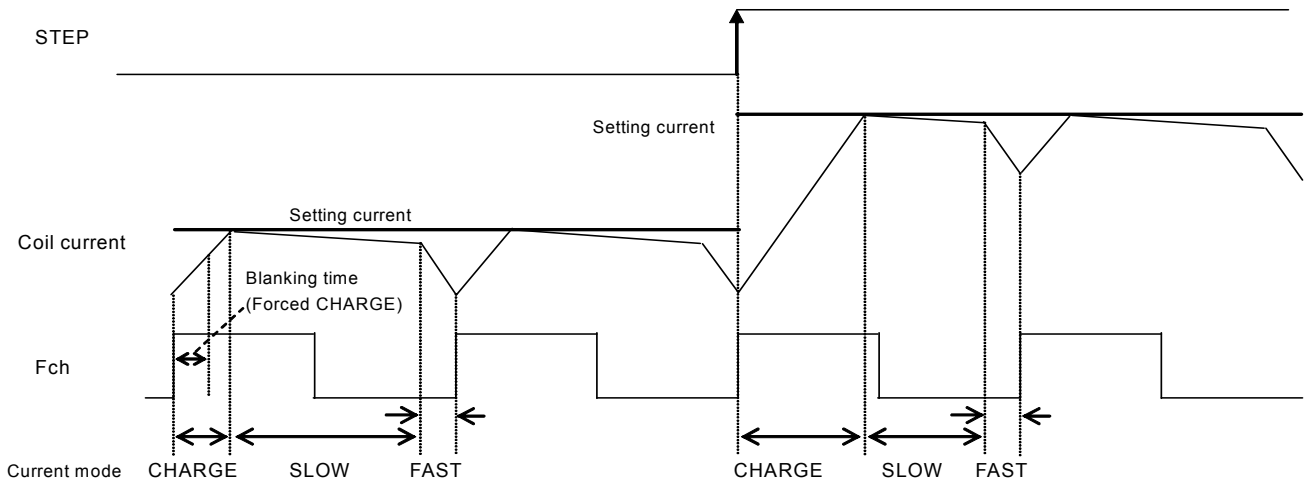 STEP
Setting current
Setting current
Coil current
Blanking time
(Forced CHARGE)
Fch
Current mode CHARGE SLOW FAST CHARGE SLOW FAST